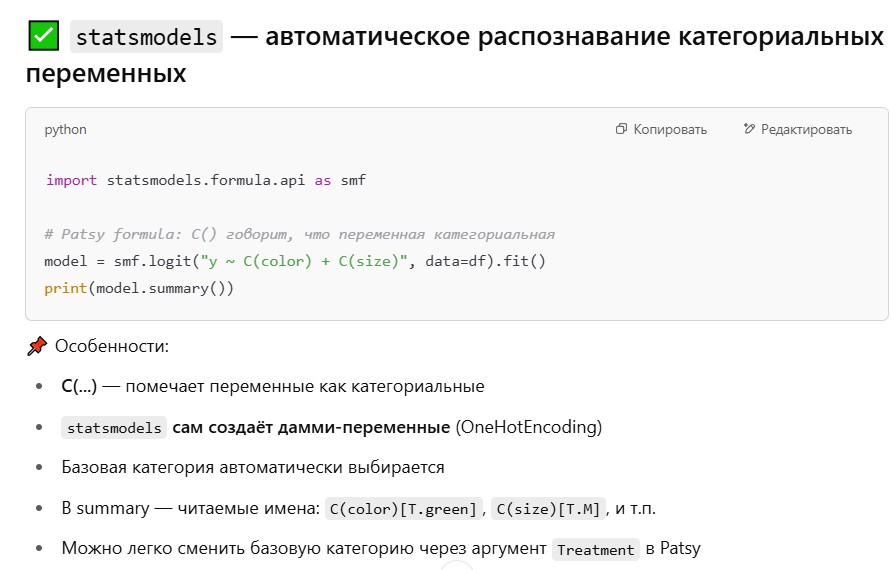 ✅ statsmodels — автоматическое распознавание категориальных
переменных
python
Копировать
Редактировать
import statsmodels.formula.api as smf
# Patsy formula: C() говорит, что переменная категориальная
model = smf.logit("y ~ C(color) + C(size)", data=df).fit()
print(model.summary())
📌 Особенности:
• C(...) — помечает переменные как категориальные
• statsmodels сам создаёт дамми-переменные (OneHotEncoding)
• Базовая категория автоматически выбирается
• В summary — читаемые имена: C(color)[T.green], C(size)[T.M], и т.п.
• Можно легко сменить базовую категорию через аргумент Treatment в Patsy